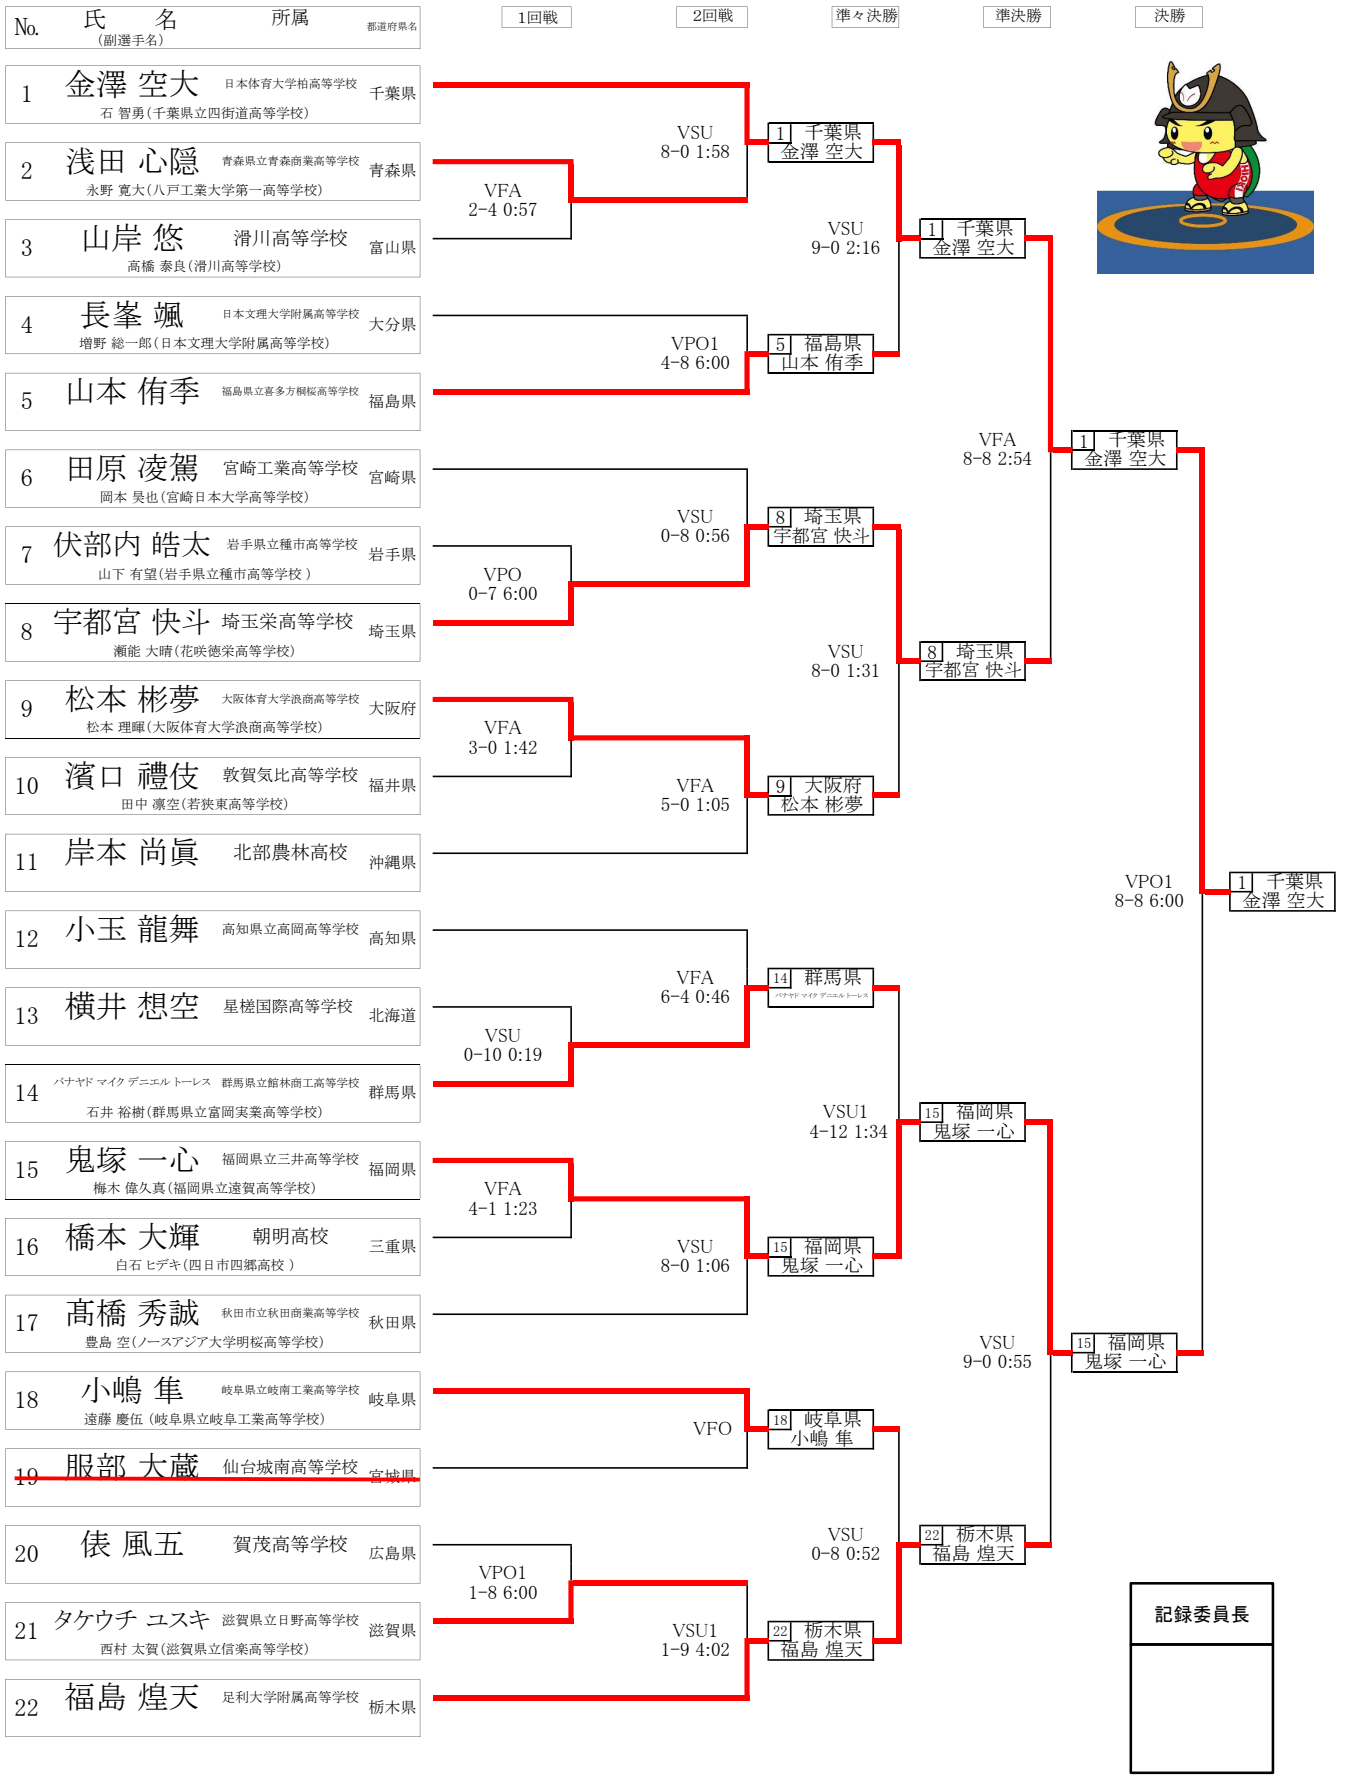 No. 氏 名 所属 都道府県名
(副選手名)
1回戦 2回戦 準々決勝 準決勝 決勝
1 金澤 空大 日本体育大学柏高等学校 千葉県
石 智勇(千葉県立四街道高等学校)
2 浅田 心隠 青森県立青森商業高等学校 青森県
永野 寛大(八戸工業大学第一高等学校)
3 山岸 悠 滑川高等学校 富山県
高橋 泰良(滑川高等学校)
4 長峯 颯 日本文理大学附属高等学校 大分県
増野 総一郎(日本文理大学附属高等学校)
5 山本 侑季 福島県立喜多方桐桜高等学校 福島県
6 田原 凌駕 宮崎工業高等学校 宮崎県
岡本 昊也(宮崎日本大学高等学校)
7 伏部内 皓太 岩手県立種市高等学校 岩手県
山下 有望(岩手県立種市高等学校 )
8 宇都宮 快斗 埼玉栄高等学校 埼玉県
瀬能 大晴(花咲徳栄高等学校)
9 松本 彬夢 大阪体育大学浪商高等学校 大阪府
松本 理暉(大阪体育大学浪商高等学校)
10 濱口 禮伎 敦賀気比高等学校 福井県
田中 凛空(若狭東高等学校)
11 岸本 尚眞 北部農林高校 沖縄県
12 小玉 龍舞 高知県立高岡高等学校 高知県
13 横井 想空 星槎国際高等学校 北海道
14 バナヤド マイク デニエル トーレス 群馬県立館林商工高等学校 群馬県
石井 裕樹(群馬県立富岡実業高等学校)
15 鬼塚 一心 福岡県立三井高等学校 福岡県
梅木 偉久真(福岡県立遠賀高等学校)
16 橋本 大輝 朝明高校 三重県
白石 ヒデキ(四日市四郷高校 )
17 髙橋 秀誠 秋田市立秋田商業高等学校 秋田県
豊島 空(ノースアジア大学明桜高等学校)
18 小嶋 隼 岐阜県立岐南工業高等学校 岐阜県
遠藤 慶伍 (岐阜県立岐阜工業高等学校)
19 服部 大蔵 仙台城南高等学校 宮城県
20 俵 風五 賀茂高等学校 広島県
21 タケウチ ユスキ 滋賀県立日野高等学校 滋賀県
西村 太賀(滋賀県立信楽高等学校)
22 福島 煌天 足利大学附属高等学校 栃木県
VFA
2-4 0:57
VPO
0-7 6:00
VFA
3-0 1:42
VSU
0-10 0:19
VFA
4-1 1:23
VPO1
1-8 6:00
VSU
8-0 1:58
VPO1
4-8 6:00
VSU
0-8 0:56
VFA
5-0 1:05
VFA
6-4 0:46
VSU
8-0 1:06
VFO
VSU1
1-9 4:02
1 千葉県
金澤 空大
5 福島県
山本 侑季
8 埼玉県
宇都宮 快斗
9 大阪府
松本 彬夢
14 群馬県
バナヤド マイク デニエル トーレス
15 福岡県
鬼塚 一心
18 岐阜県
小嶋 隼
22 栃木県
福島 煌天
VSU
9-0 2:16
VSU
8-0 1:31
VSU1
4-12 1:34
VSU
0-8 0:52
1 千葉県
金澤 空大
8 埼玉県
宇都宮 快斗
15 福岡県
鬼塚 一心
22 栃木県
福島 煌天
VFA
8-8 2:54
VSU
9-0 0:55
1 千葉県
金澤 空大
15 福岡県
鬼塚 一心
VPO1
8-8 6:00
1 千葉県
金澤 空大
記録委員長